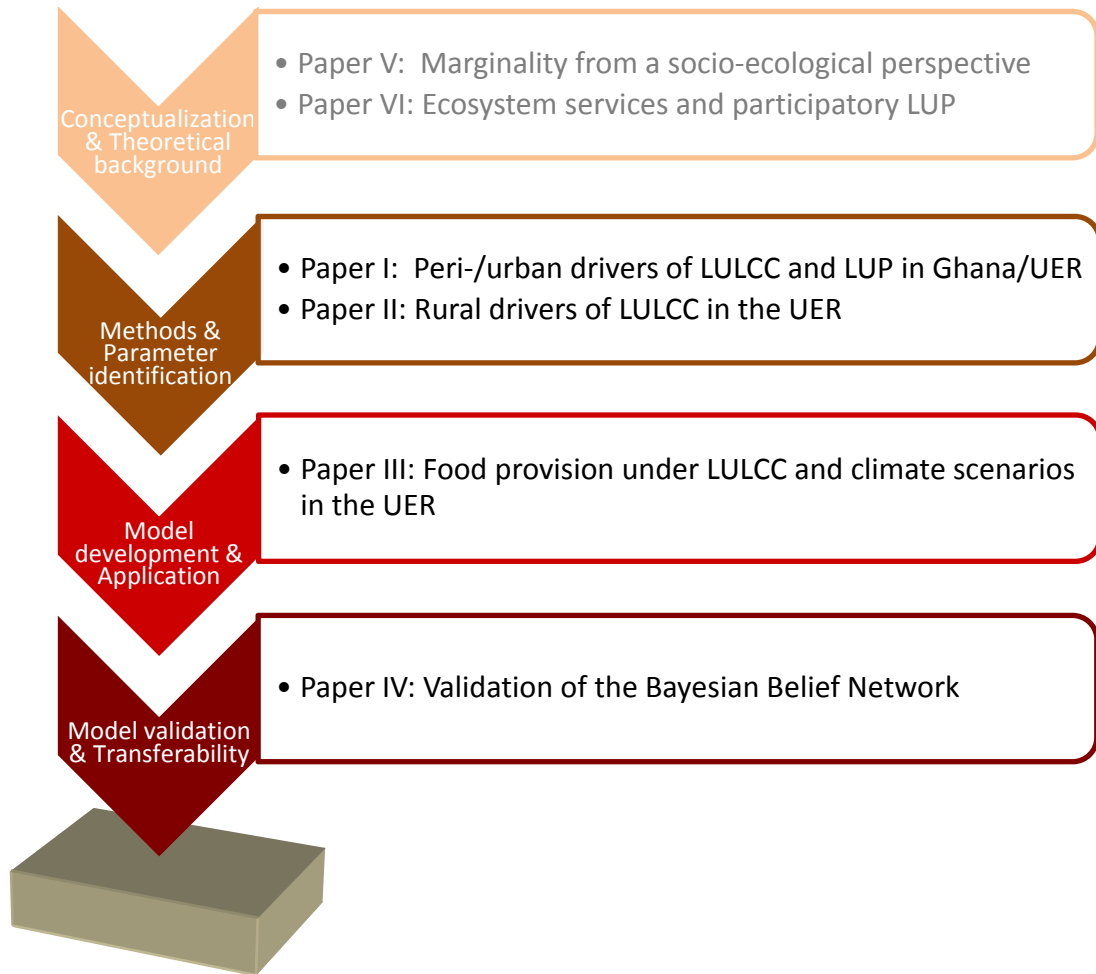 Conceptualization
& Theoretical
background
• Paper V: Marginality from a socio-ecological perspective
• Paper VI: Ecosystem services and participatory LUP
Methods &
Parameter
identification
• Paper I: Peri-/urban drivers of LULCC and LUP in Ghana/UER
• Paper II: Rural drivers of LULCC in the UER
Model
development &
Application
• Paper III: Food provision under LULCC and climate scenarios
in the UER
Model validation
& Transferability
• Paper IV: Validation of the Bayesian Belief Network